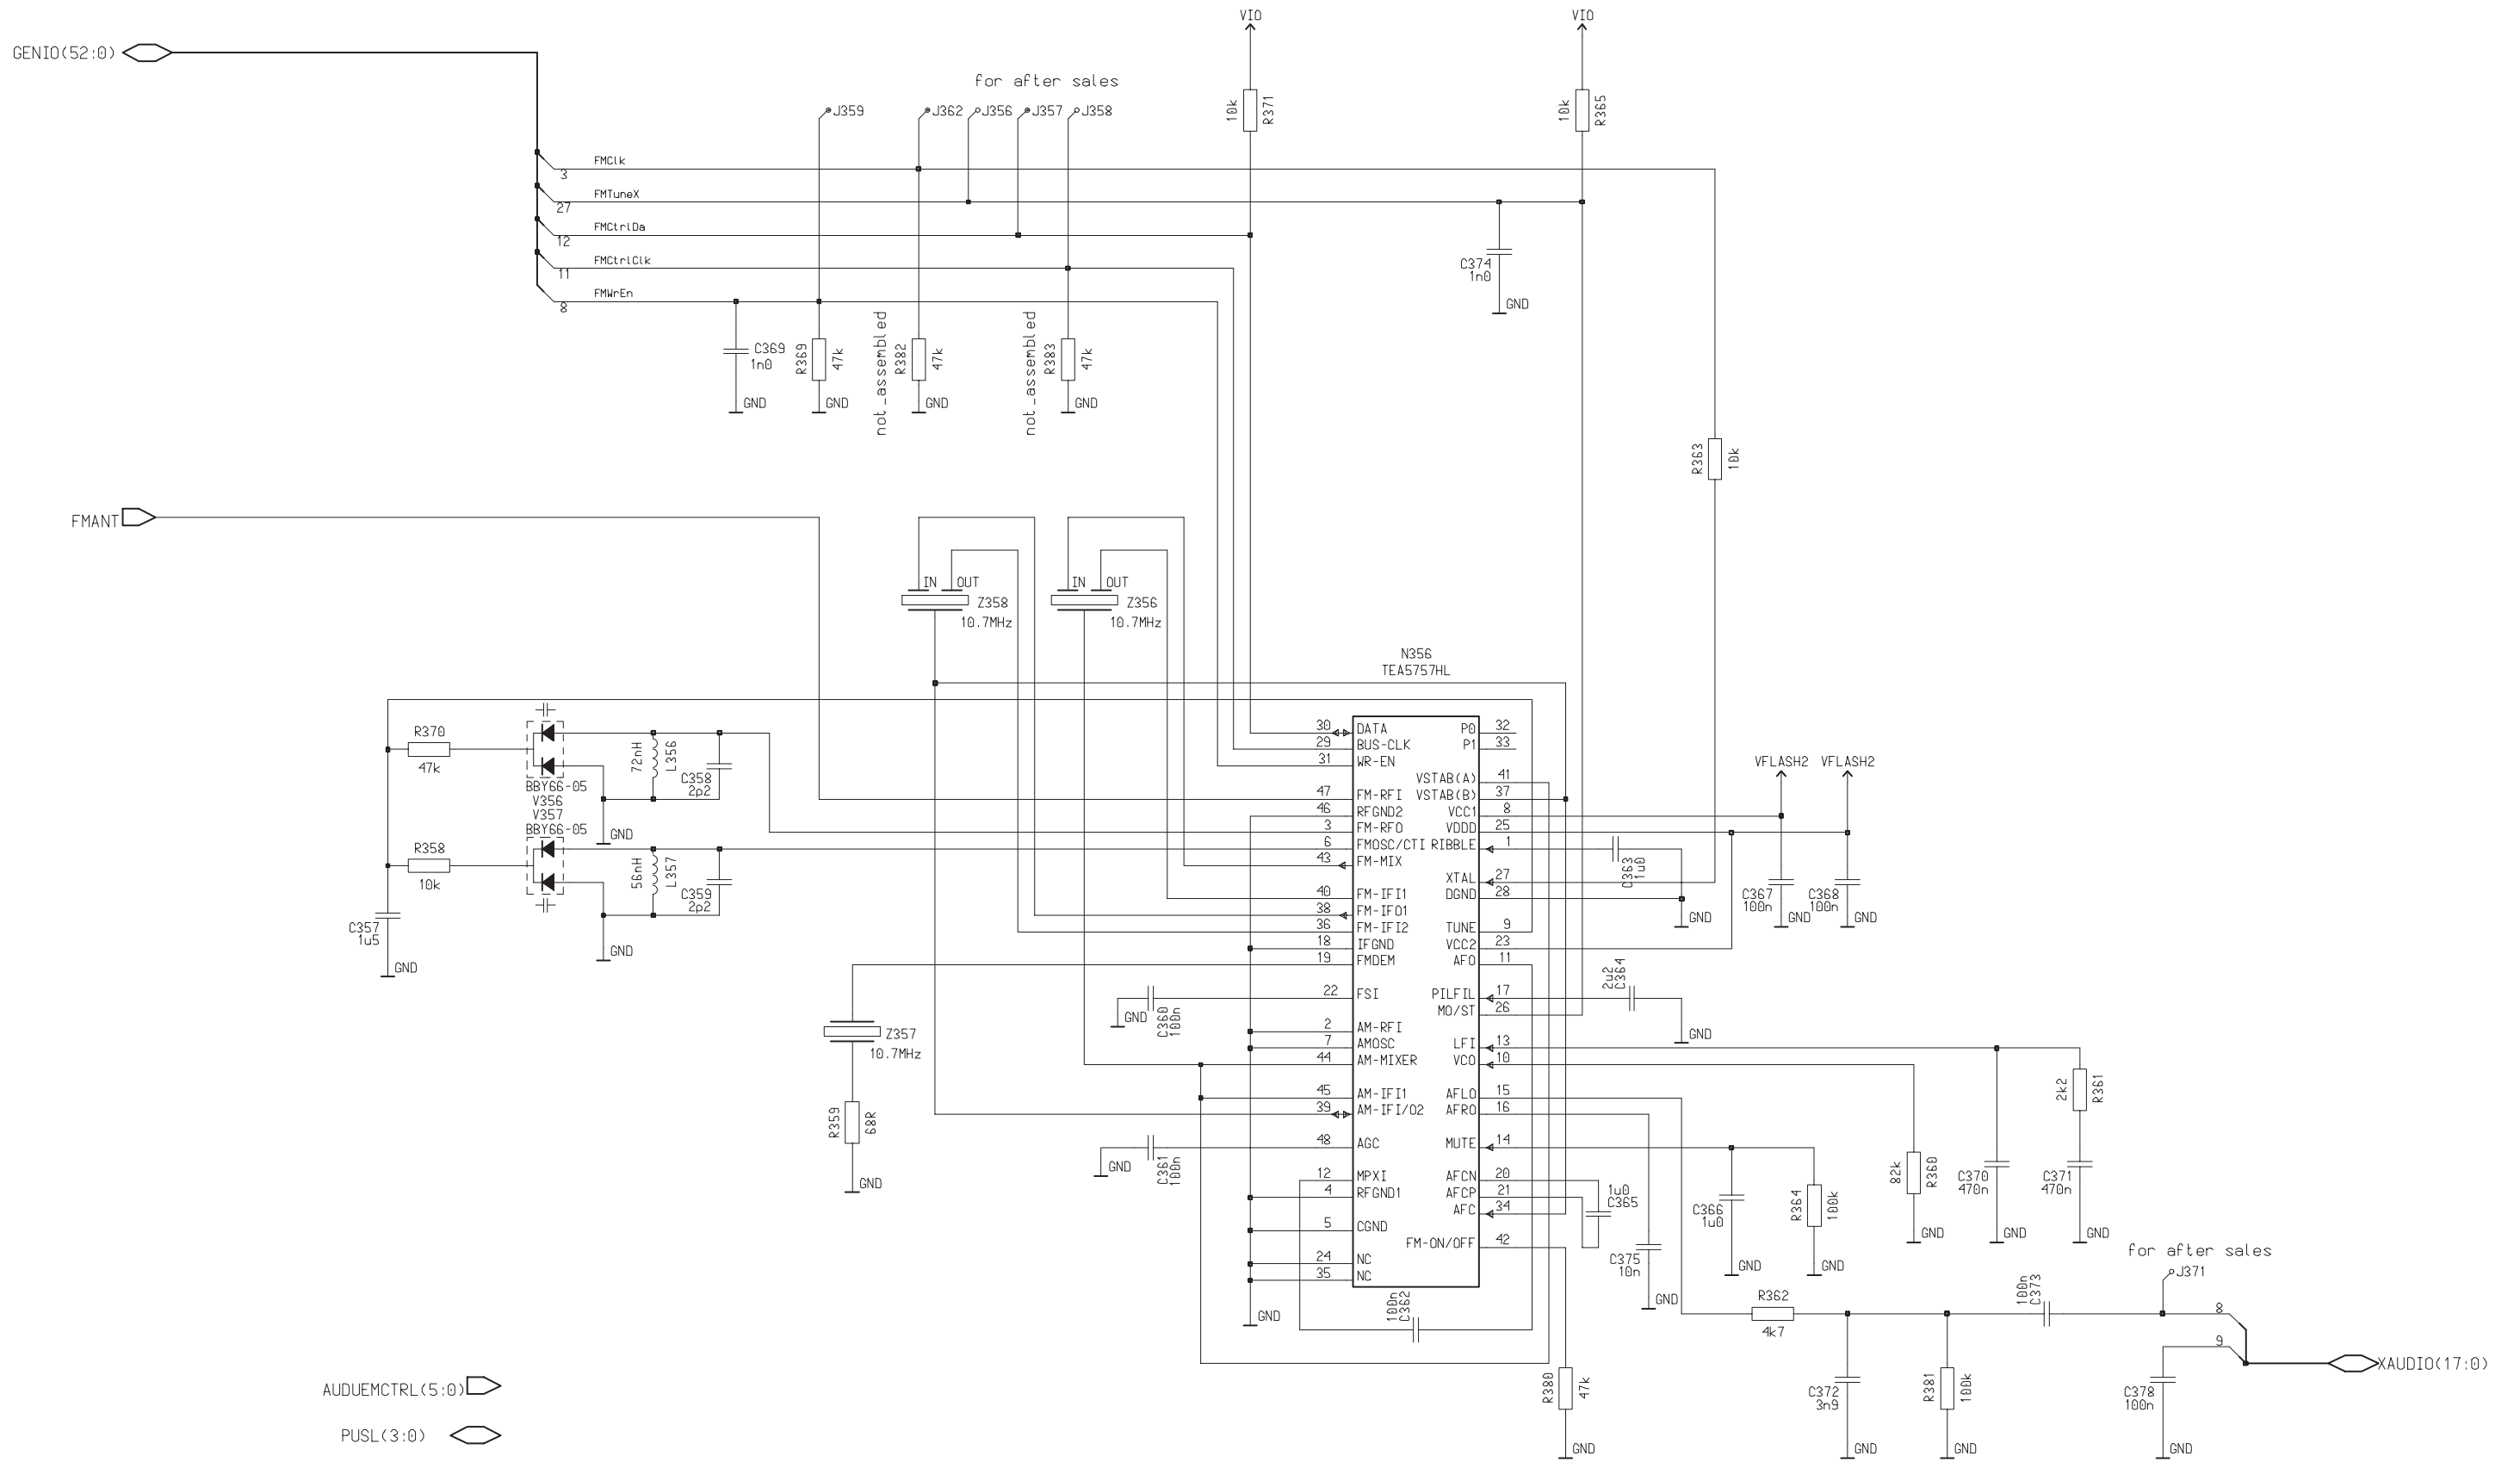 VIO
VIO
GENIO(52:0)
for after sales
J359
J362
J356
J357
J358
10k
R371
10k
R365
FMClk
3
FMTuneX
27
FMCtrlDa
12
FMCtrlClk
11
FMWrEn
8
C374
1n0
GND
not_assembled
not_assembled
C369
1n0
R369
47k
R382
47k
R383
47k
GND
GND
GND
GND
R363
10k
FMANT
IN
OUT
Z358
10.7MHz
IN
OUT
Z356
10.7MHz
N356
TEA5757HL
R370
47k
72nH
L356
C358
2p2
BBY66-05
V356
V357
BBY66-05
GND
R358
10k
56nH
L357
C359
2p2
C357
1u5
GND
GND
30
DATA
P0
32
29
BUS-CLK
P1
33
31
WR-EN
VSTAB(A)
41
47
FM-RFI
VSTAB(B)
37
46
RFGND2
VCC1
8
3
FM-RFO
VDDD
25
6
FMOSC/CTI
RIBBLE
1
43
FM-MIX
XTAL
27
40
FM-IFI1
DGND
28
38
FM-IFO1
36
FM-IFI2
TUNE
9
18
IFGND
VCC2
23
19
FMDEM
AFO
11
22
FSI
PILFIL
17
MO/ST
26
2
AM-RFI
7
AMOSC
LFI
13
44
AM-MIXER
VCO
10
45
AM-IFI1
AFLO
15
39
AM-IFI/O2
AFRO
16
48
AGC
MUTE
14
12
MPXI
AFCN
20
4
RFGND1
AFCP
21
AFC
34
5
CGND
FM-ON/OFF
42
24
NC
35
NC
VFLASH2
VFLASH2
C363
1u0
GND
C367
100n
GND
C368
100n
GND
2u2
C364
GND
GND
C360
100n
Z357
10.7MHz
R359
68R
GND
GND
C361
100n
2k2
R361
82k
R360
C370
470n
C371
470n
GND
GND
GND
1u0
C365
C366
1u0
R364
100k
GND
GND
C375
10n
GND
100n
C362
GND
for after sales
J371
100n
C373
R362
4k7
8
9
XAUDIO(17:0)
R380
47k
GND
C372
3n9
GND
R381
100k
GND
C378
100n
GND
AUDUEMCTRL(5:0)
PUSL(3:0)